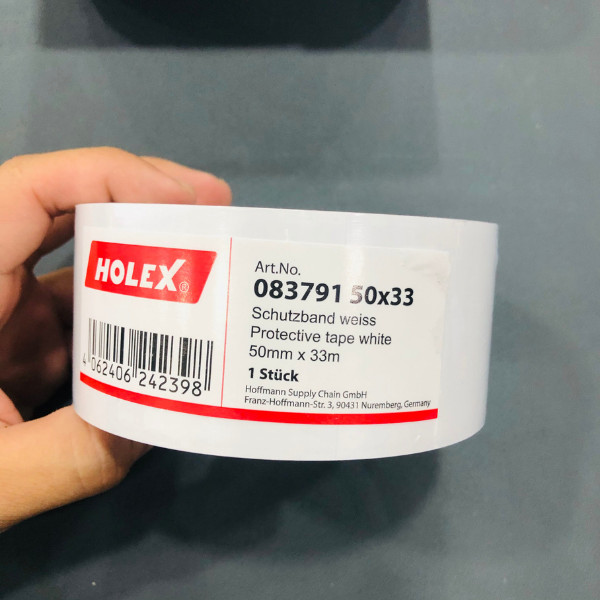 HOLEX®
4 062406 242398
Art.No.
083791 50x33
Schutzband weiss
Protective tape white
50mm x 33m
1 Stück
Hoffmann Supply Chain GmbH
Franz-Hoffmann-Str. 3, 90431 Nuremberg, Germany